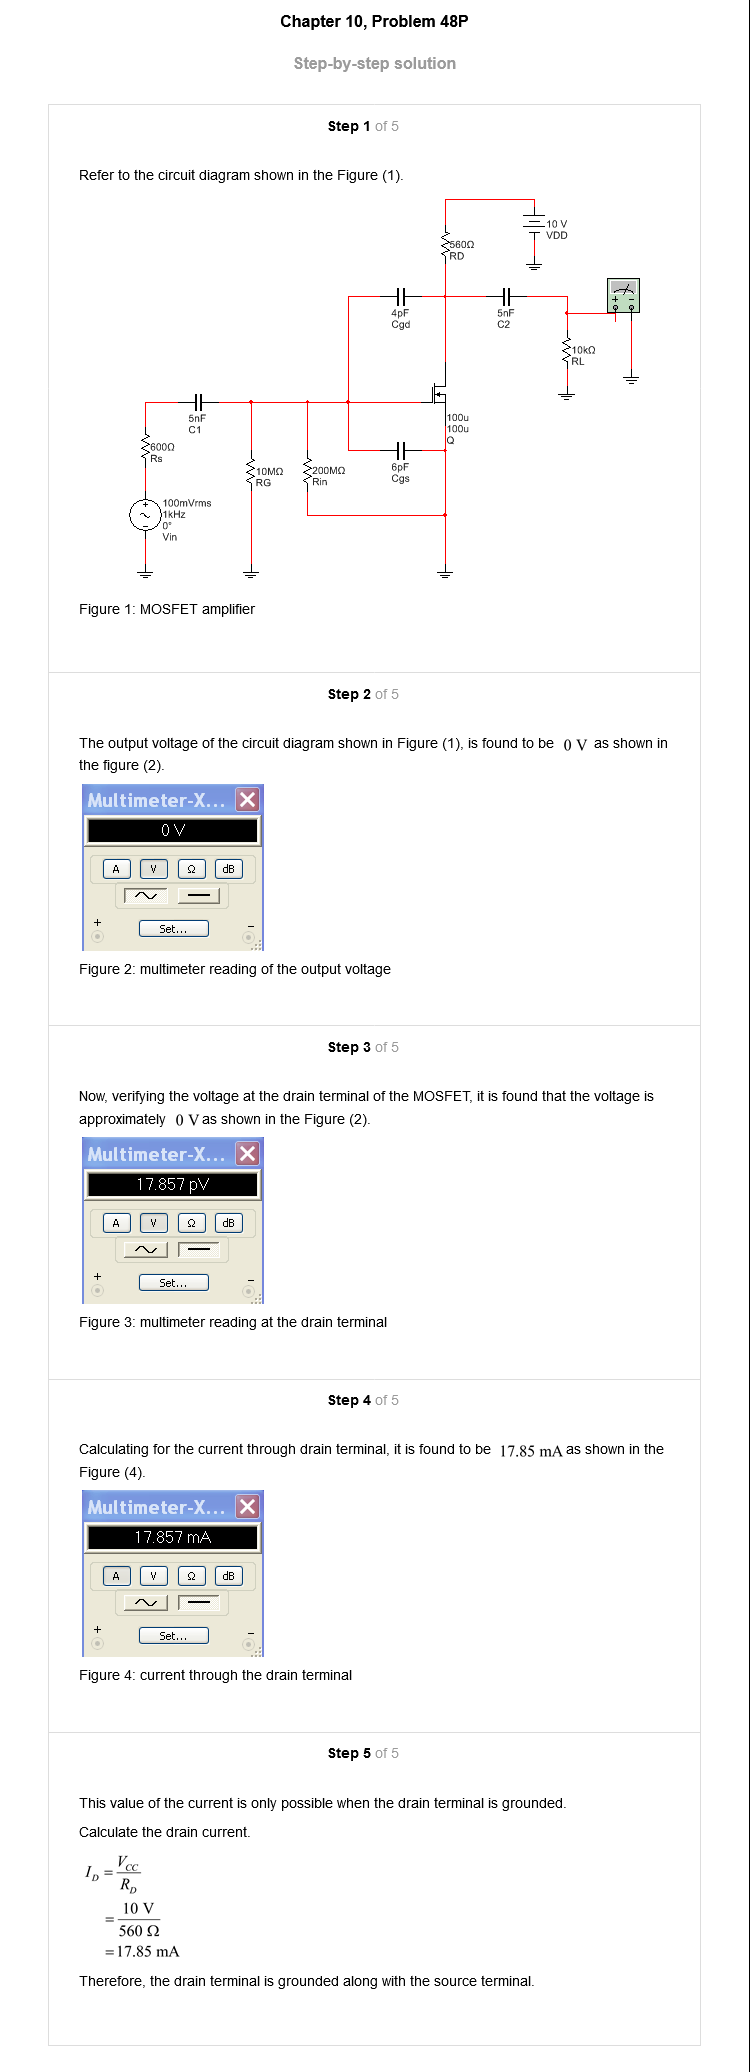 Chapter 10, Problem 48P
Step-by-step solution
Step 1 of 5
Refer to the circuit diagram shown in the Figure (1).
10 V
VDD
560Ω
RD
4pF
Cgd
5nF
C2
+ −
10kΩ
RL
5nF
C1
100u
100u
Q
600Ω
Rs
10MΩ
RG
200MΩ
Rin
6pF
Cgs
100mVrms
1kHz
0°
Vin
Figure 1: MOSFET amplifier
Step 2 of 5
The output voltage of the circuit diagram shown in Figure (1), is found to be 0 V as shown in
the figure (2).
Multimeter-X...
0 V
A V Ω dB
+ −
Set...
Figure 2: multimeter reading of the output voltage
Step 3 of 5
Now, verifying the voltage at the drain terminal of the MOSFET, it is found that the voltage is
approximately 0 V as shown in the Figure (2).
Multimeter-X...
17.857 pV
A V Ω dB
+ −
Set...
Figure 3: multimeter reading at the drain terminal
Step 4 of 5
Calculating for the current through drain terminal, it is found to be 17.85 mA as shown in the
Figure (4).
Multimeter-X...
17.857 mA
A V Ω dB
+ −
Set...
Figure 4: current through the drain terminal
Step 5 of 5
This value of the current is only possible when the drain terminal is grounded.
Calculate the drain current.
I_D = V_CC / R_D
= 10 V / 560 Ω
= 17.85 mA
Therefore, the drain terminal is grounded along with the source terminal.